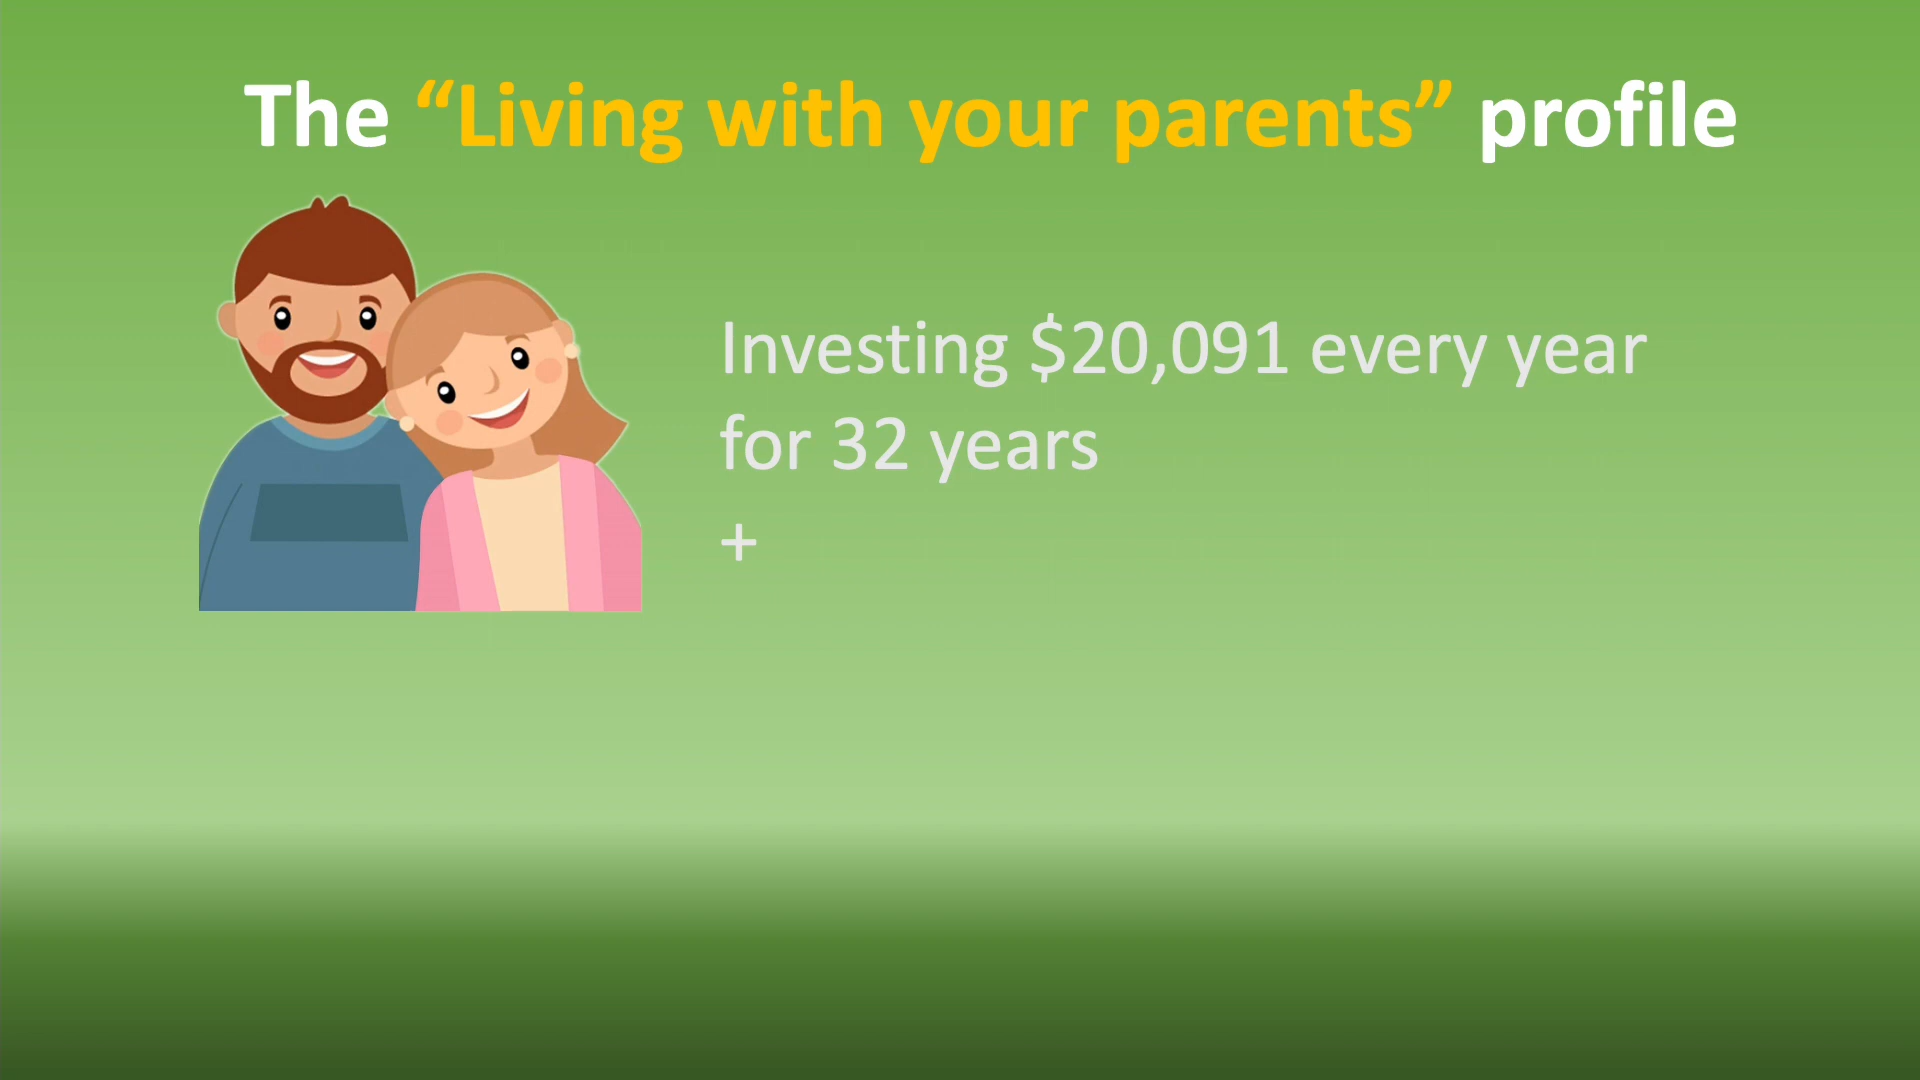 The “Living with your parents” profile
Investing $20,091 every year
for 32 years
+